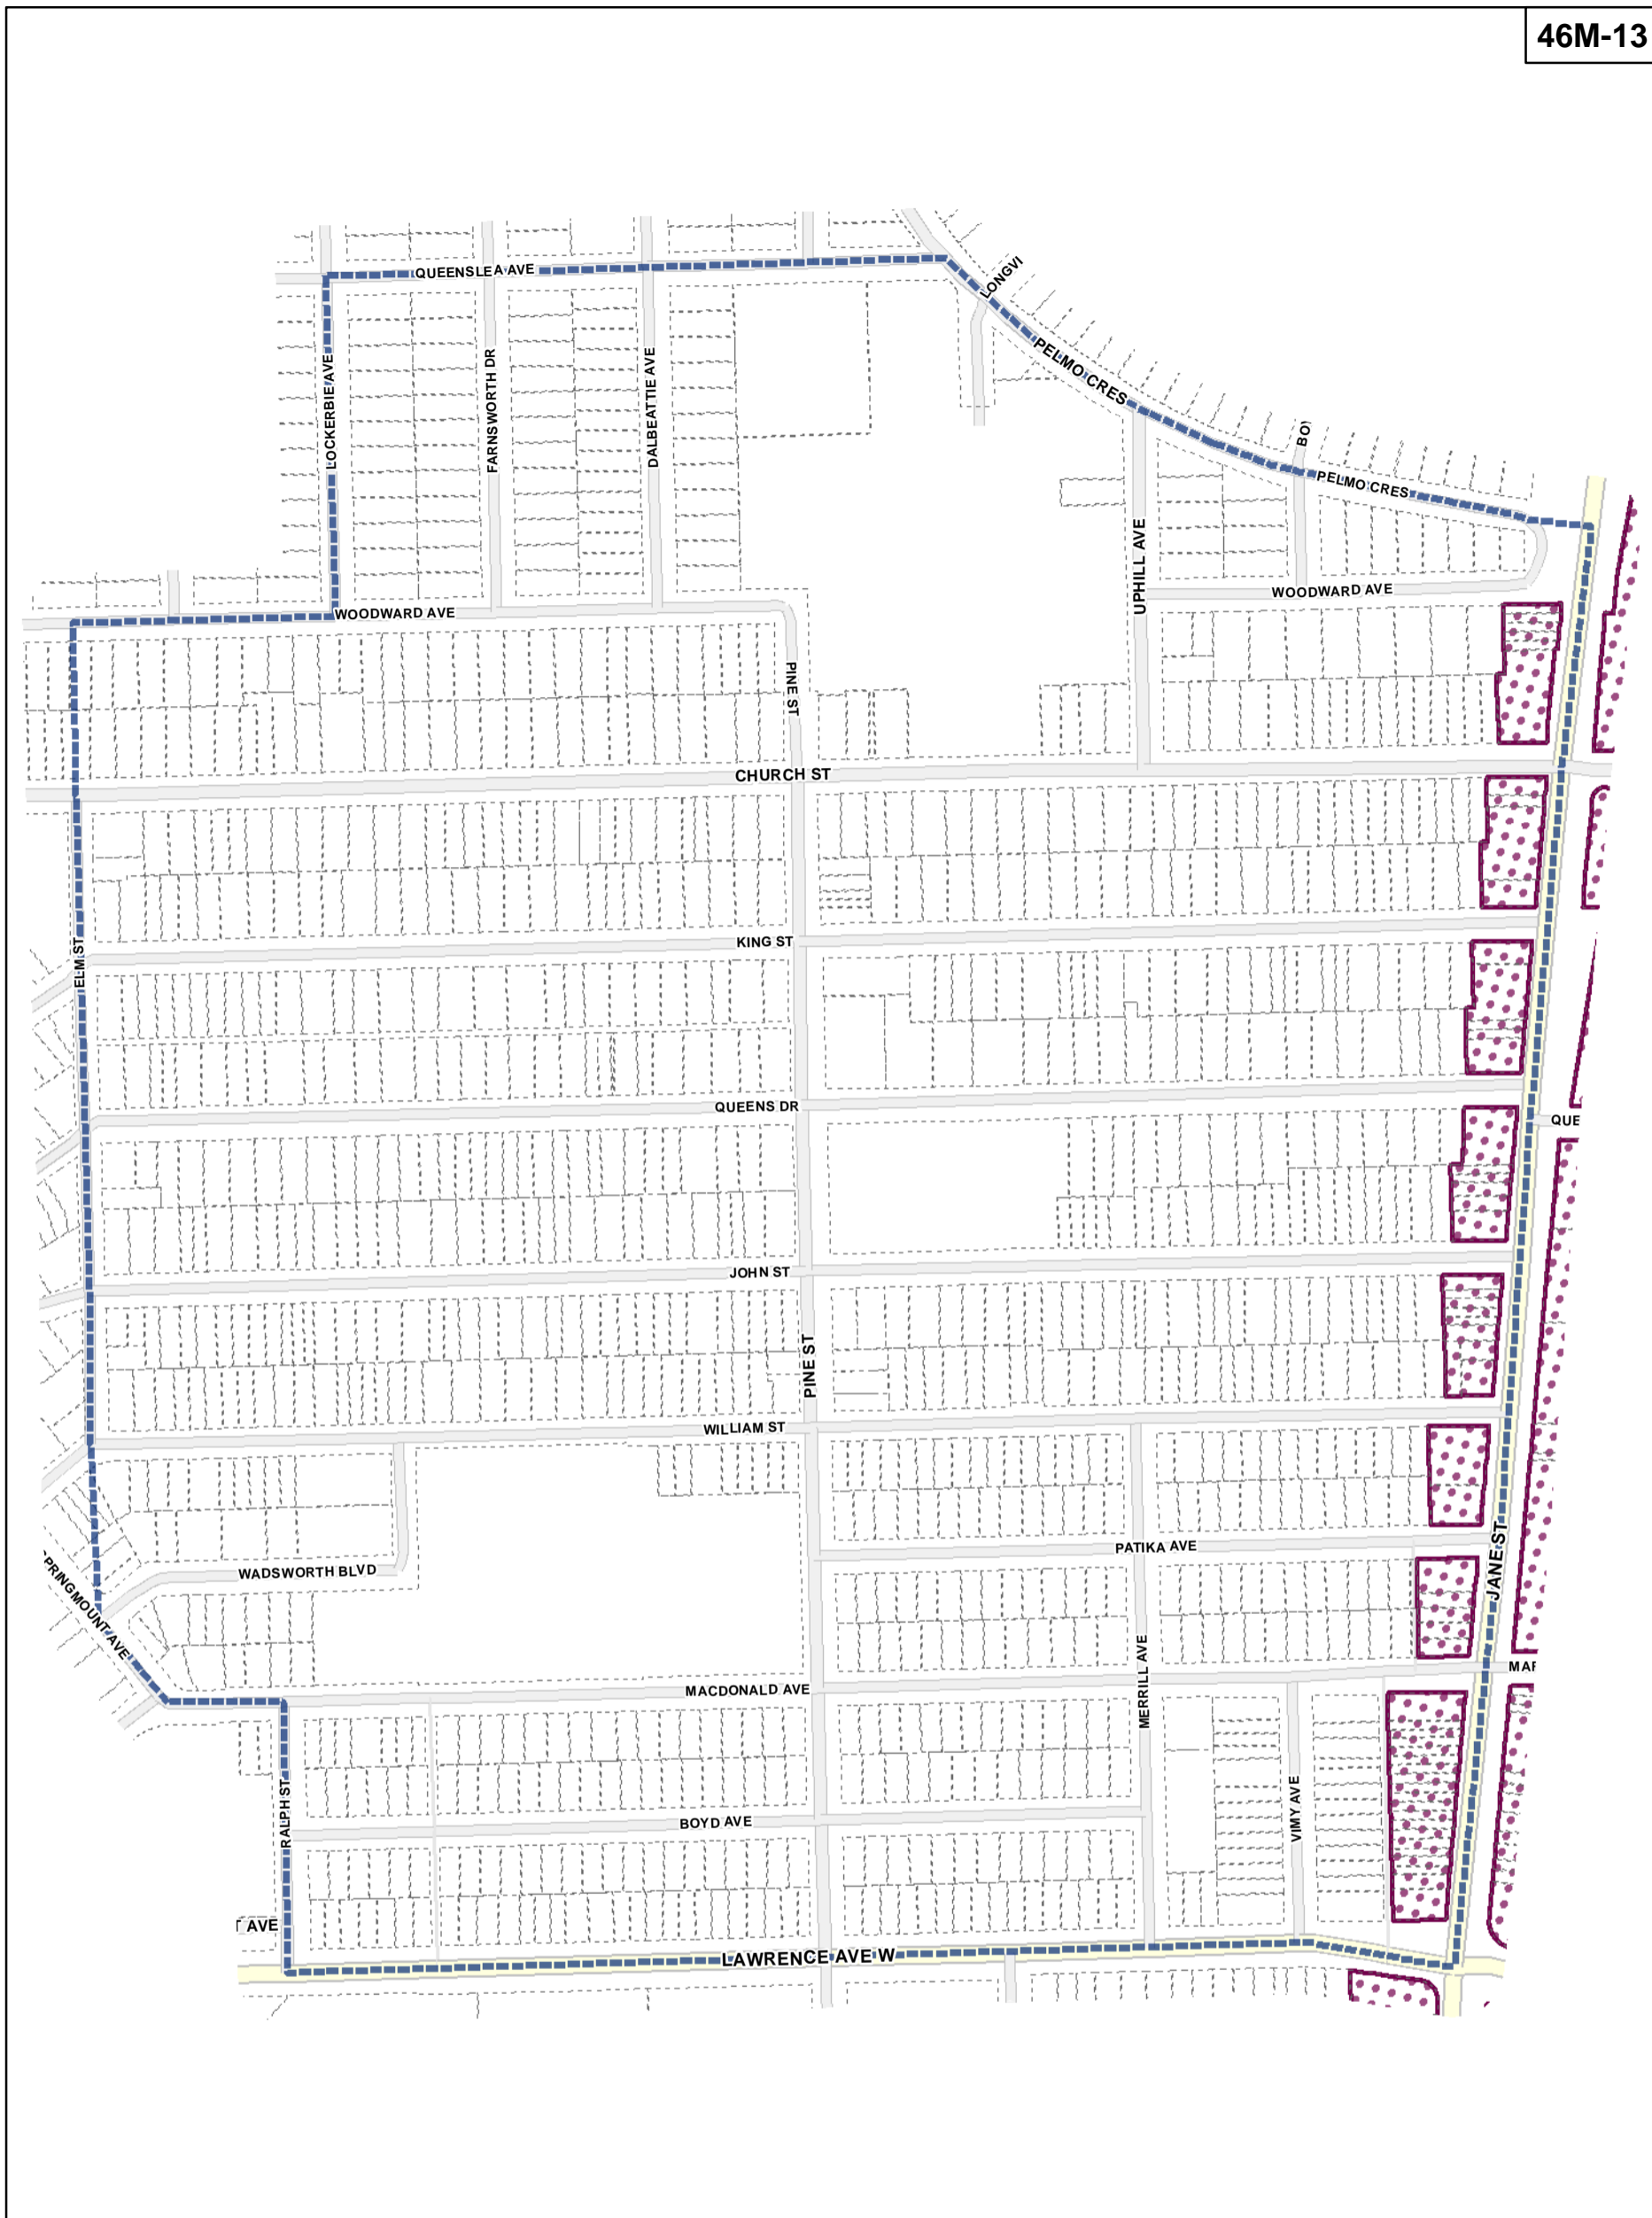 46M-13
QUEENSLEA AVE
LONGVI
LOCKERBIE AVE
FARNSWORTH DR
DALBEATTIE AVE
PELMO CRES
BO
PELMO CRES
UPHILL AVE
WOODWARD AVE
WOODWARD AVE
PINE ST
CHURCH ST
KING ST
ELM ST
QUEENS DR
QUE
JOHN ST
PINE ST
WILLIAM ST
JANE ST
PATIKA AVE
WADSWORTH BLVD
PRINGMOUNT AVE
MERRILL AVE
MAR
MACDONALD AVE
RALPH ST
VIMY AVE
BOYD AVE
T AVE
LAWRENCE AVE W